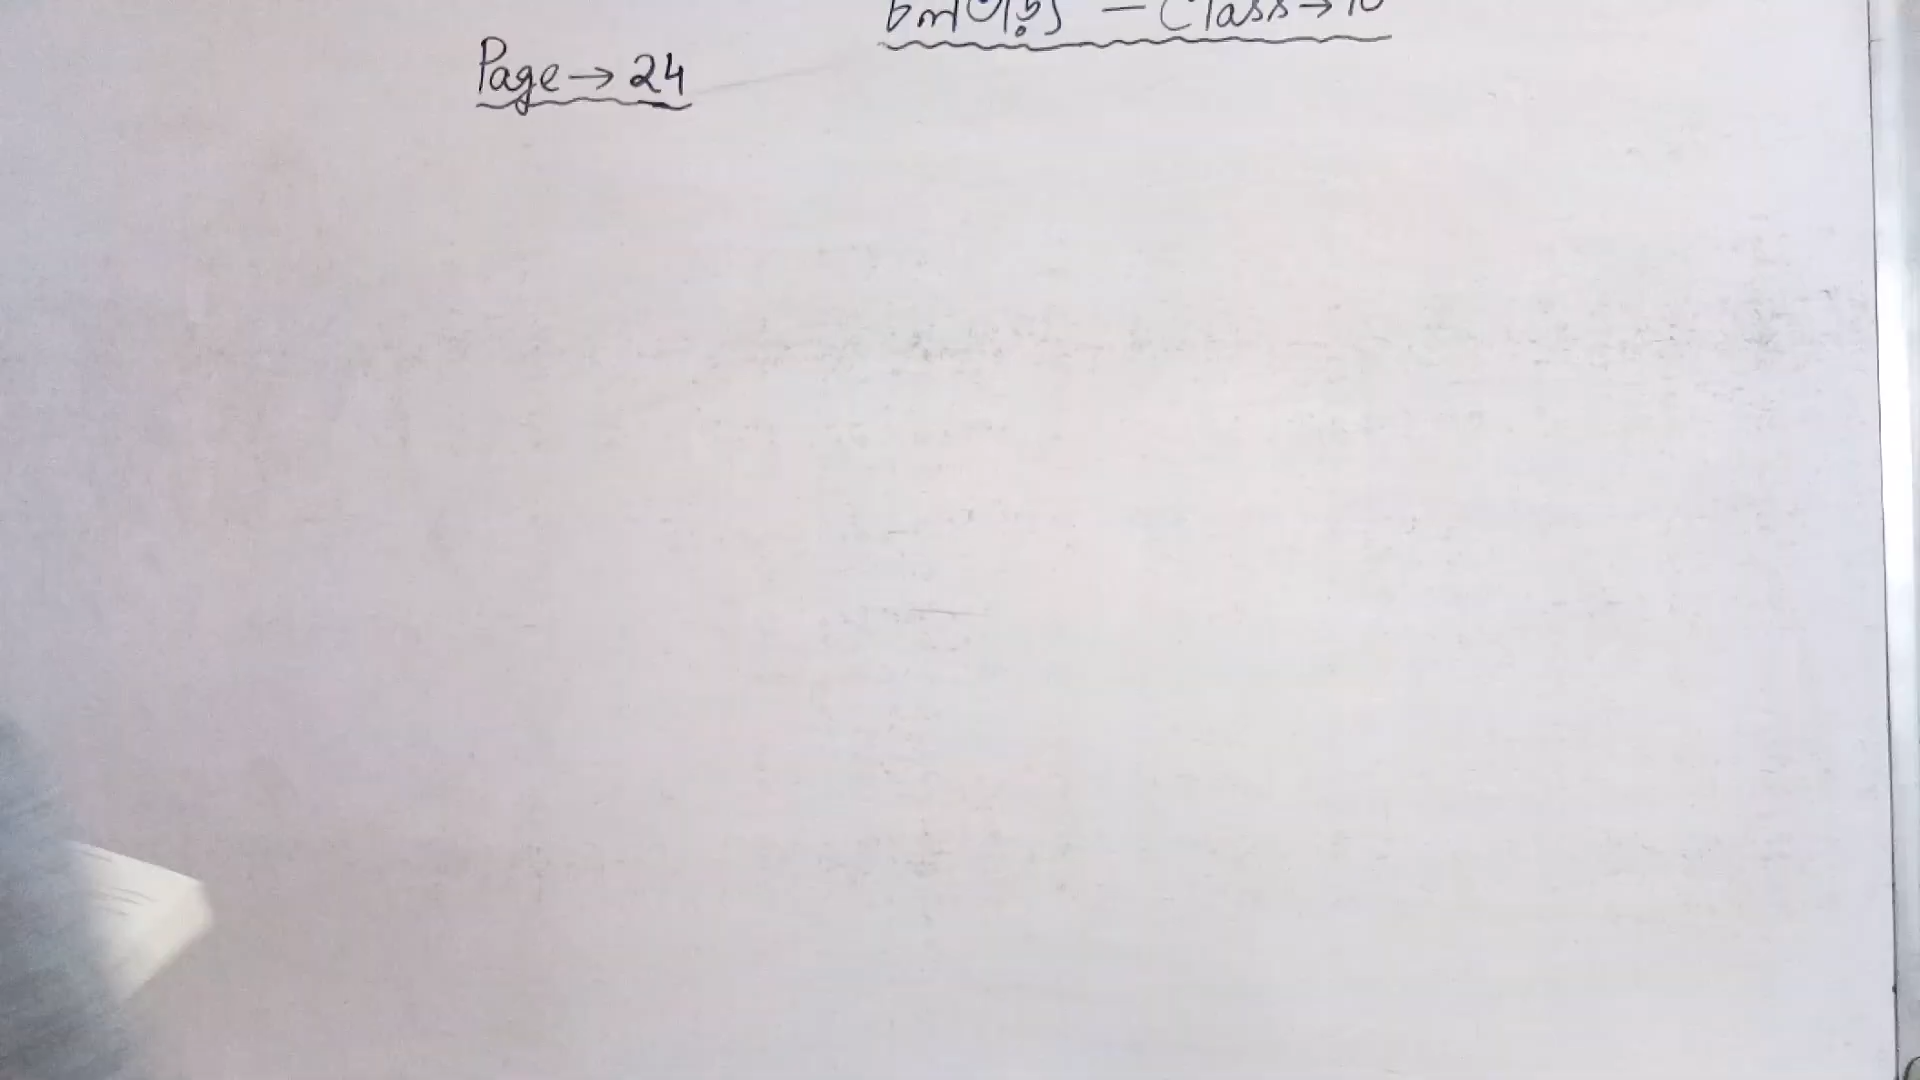 – Class → 10
Page → 24